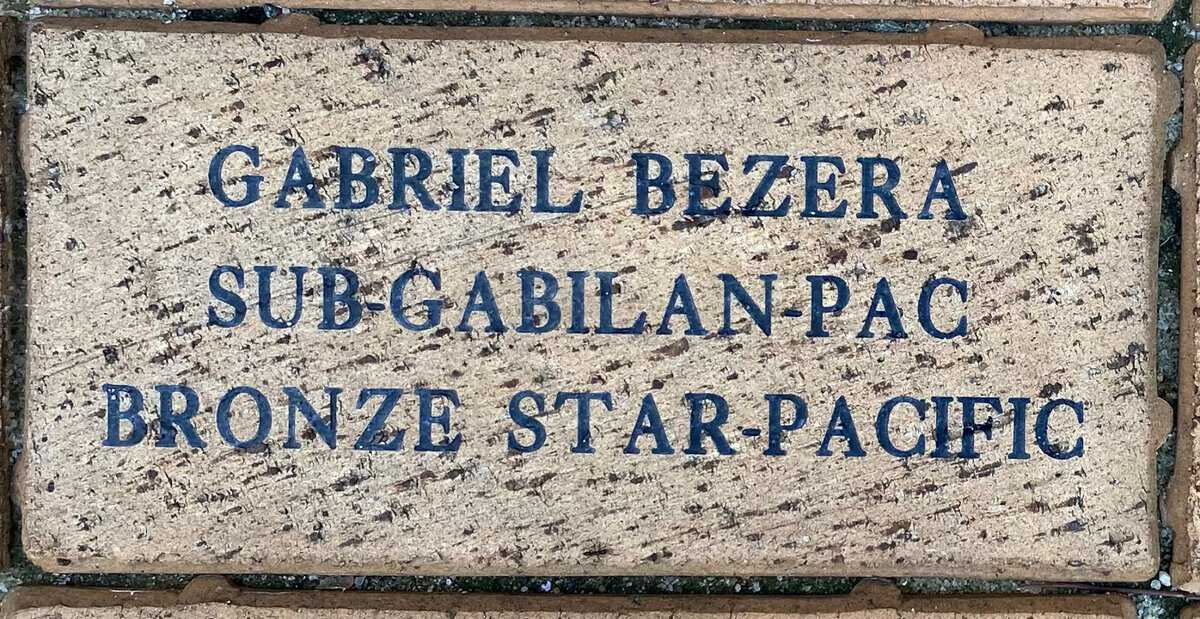 GABRIEL BEZERA
SUB-GABILAN-PAC
BRONZE STAR-PACIFIC